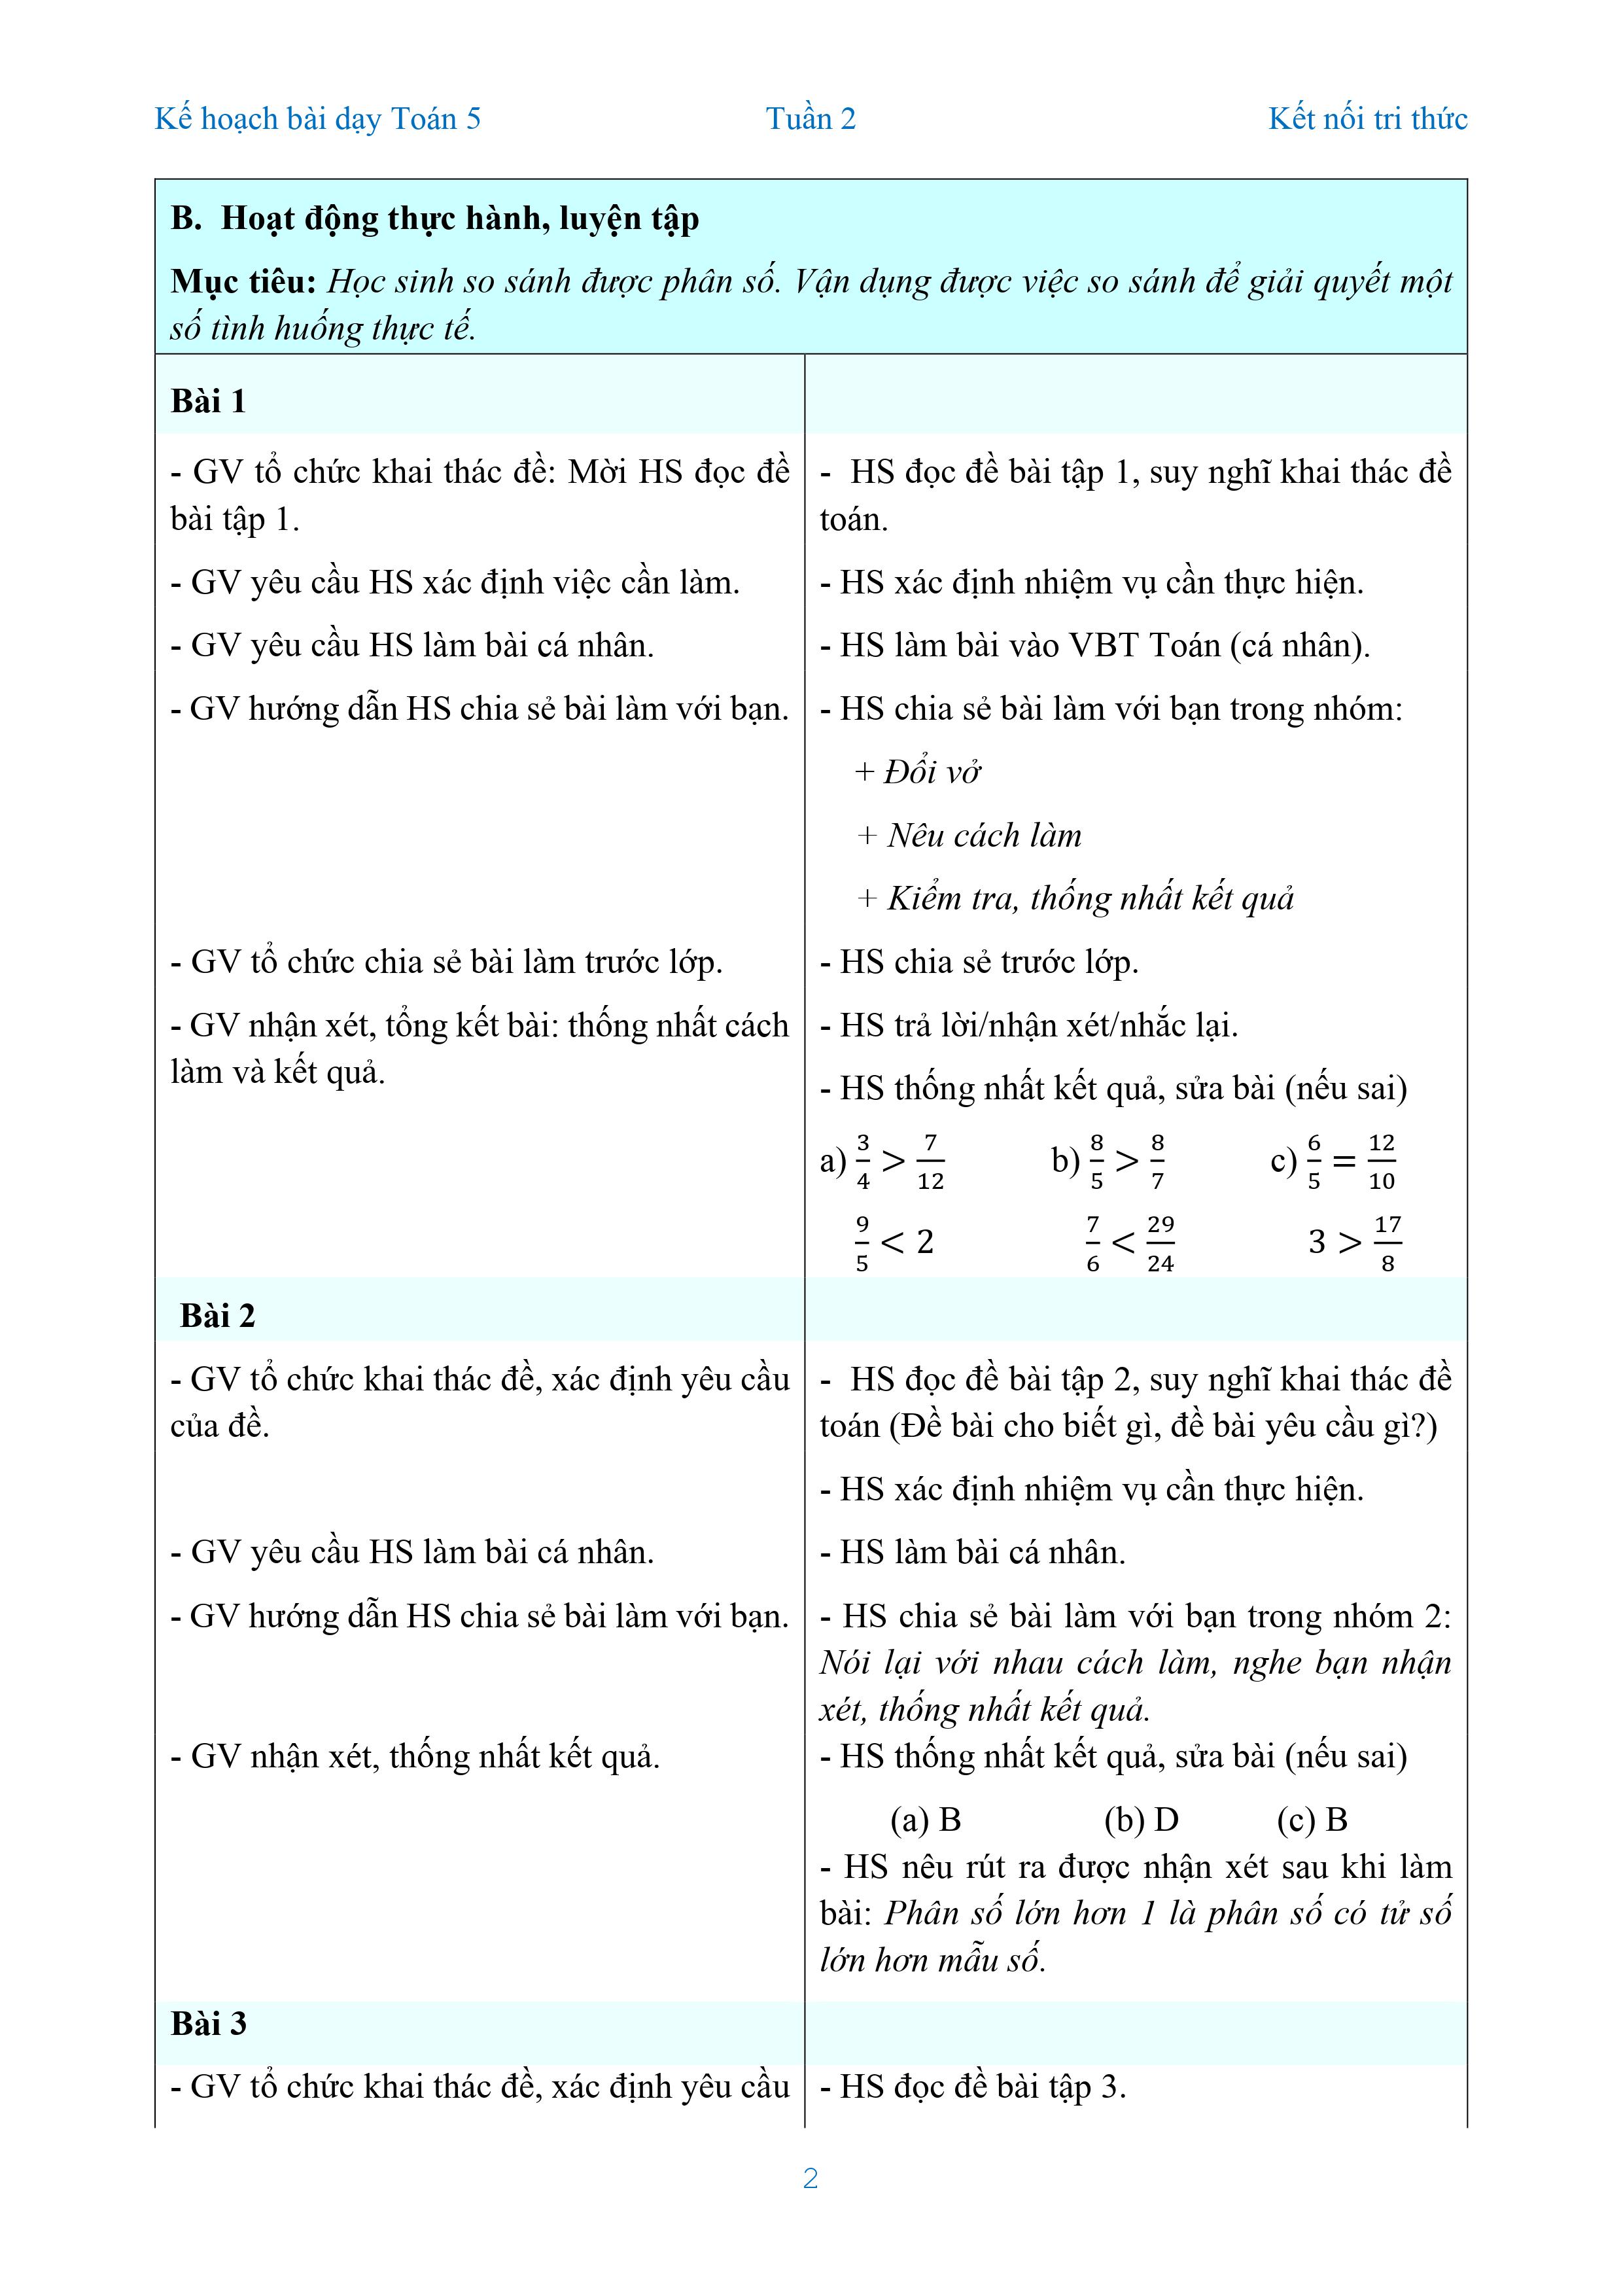 Kế hoạch bài dạy Toán 5 Tuần 2 Kết nối tri thức
B. Hoạt động thực hành, luyện tập
Mục tiêu: Học sinh so sánh được phân số. Vận dụng được việc so sánh để giải quyết một
số tình huống thực tế.
Bài 1
- GV tổ chức khai thác đề: Mời HS đọc đề
bài tập 1.
- GV yêu cầu HS xác định việc cần làm.
- GV yêu cầu HS làm bài cá nhân.
- GV hướng dẫn HS chia sẻ bài làm với bạn.
- GV tổ chức chia sẻ bài làm trước lớp.
- GV nhận xét, tổng kết bài: thống nhất cách
làm và kết quả.
- HS đọc đề bài tập 1, suy nghĩ khai thác đề
toán.
- HS xác định nhiệm vụ cần thực hiện.
- HS làm bài vào VBT Toán (cá nhân).
- HS chia sẻ bài làm với bạn trong nhóm:
+ Đổi vở
+ Nêu cách làm
+ Kiểm tra, thống nhất kết quả
- HS chia sẻ trước lớp.
- HS trả lời/nhận xét/nhắc lại.
- HS thống nhất kết quả, sửa bài (nếu sai)
a) 3/4 > 7/12 b) 8/5 > 8/7 c) 6/5 = 12/10
9/5 < 2 7/6 < 29/24 3 > 17/8
Bài 2
- GV tổ chức khai thác đề, xác định yêu cầu
của đề.
- GV yêu cầu HS làm bài cá nhân.
- GV hướng dẫn HS chia sẻ bài làm với bạn.
- GV nhận xét, thống nhất kết quả.
- HS đọc đề bài tập 2, suy nghĩ khai thác đề
toán (Đề bài cho biết gì, đề bài yêu cầu gì?)
- HS xác định nhiệm vụ cần thực hiện.
- HS làm bài cá nhân.
- HS chia sẻ bài làm với bạn trong nhóm 2:
Nói lại với nhau cách làm, nghe bạn nhận
xét, thống nhất kết quả.
- HS thống nhất kết quả, sửa bài (nếu sai)
(a) B (b) D (c) B
- HS nêu rút ra được nhận xét sau khi làm
bài: Phân số lớn hơn 1 là phân số có tử số
lớn hơn mẫu số.
Bài 3
- GV tổ chức khai thác đề, xác định yêu cầu
- HS đọc đề bài tập 3.
2